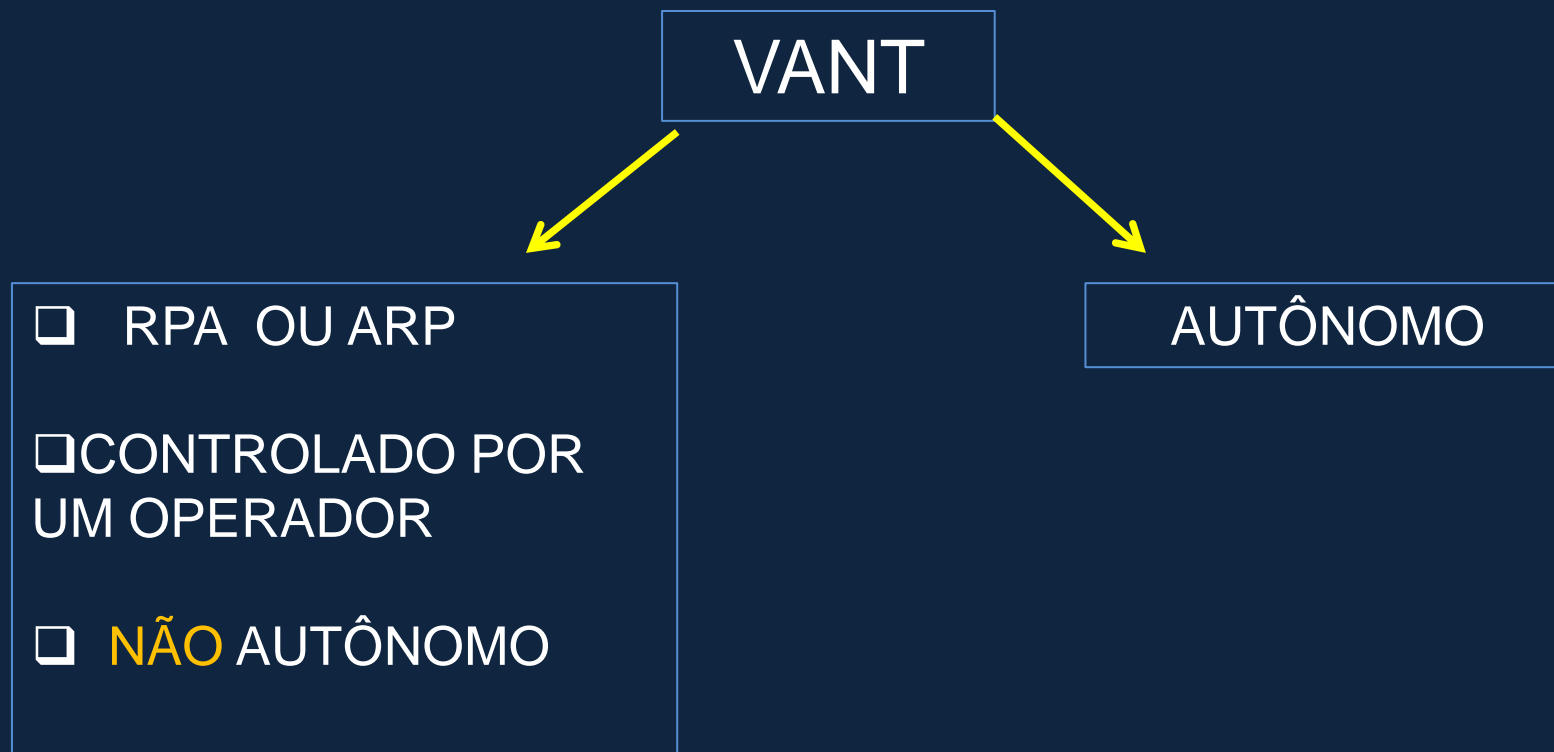 VANT
❑ RPA OU ARP
❑CONTROLADO POR
UM OPERADOR
❑ NÃO AUTÔNOMO
AUTÔNOMO